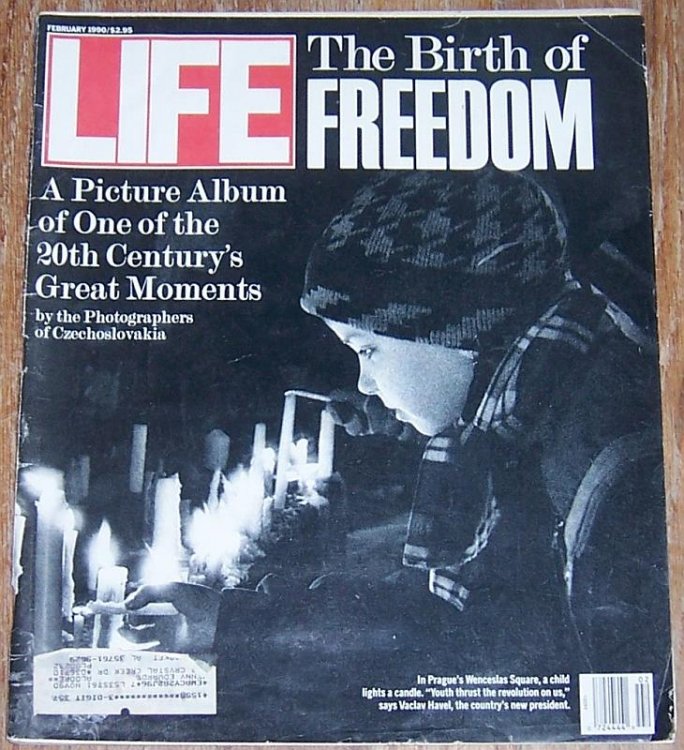 FEBRUARY 1990/$2.95
LIFE
The Birth of
FREEDOM
A Picture Album
of One of the
20th Century's
Great Moments
by the Photographers
of Czechoslovakia
In Prague's Wenceslas Square, a child
lights a candle. "Youth thrust the revolution on us,"
says Vaclav Havel, the country's new president.
02